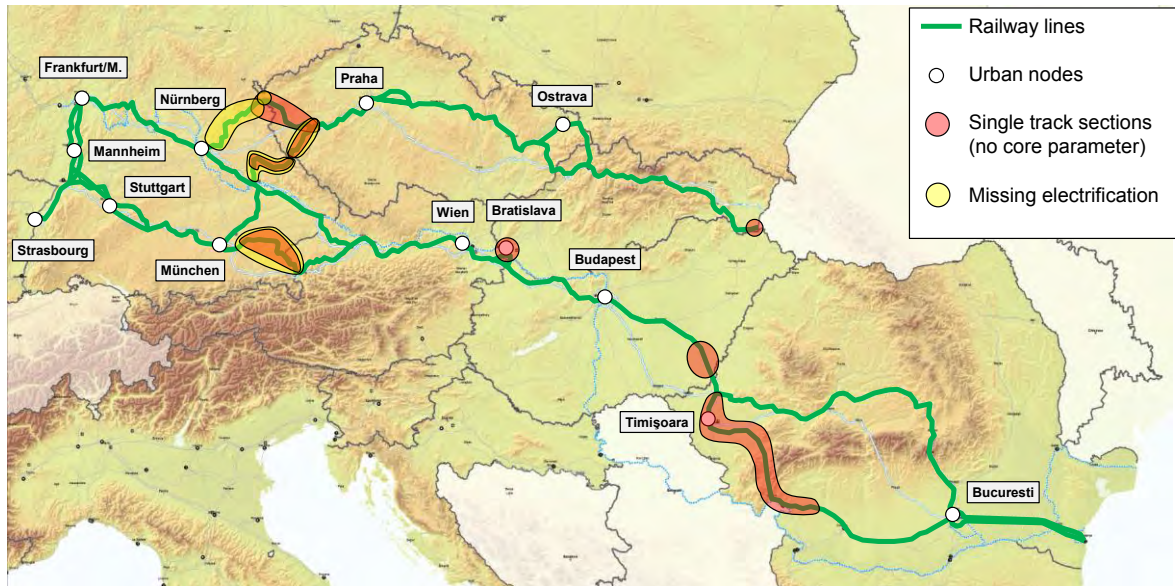 Railway lines
Urban nodes
Single track sections
(no core parameter)
Missing electrification
Frankfurt/M.
Nürnberg
Praha
Ostrava
Mannheim
Stuttgart
Strasbourg
München
Wien
Bratislava
Budapest
Timişoara
Bucuresti